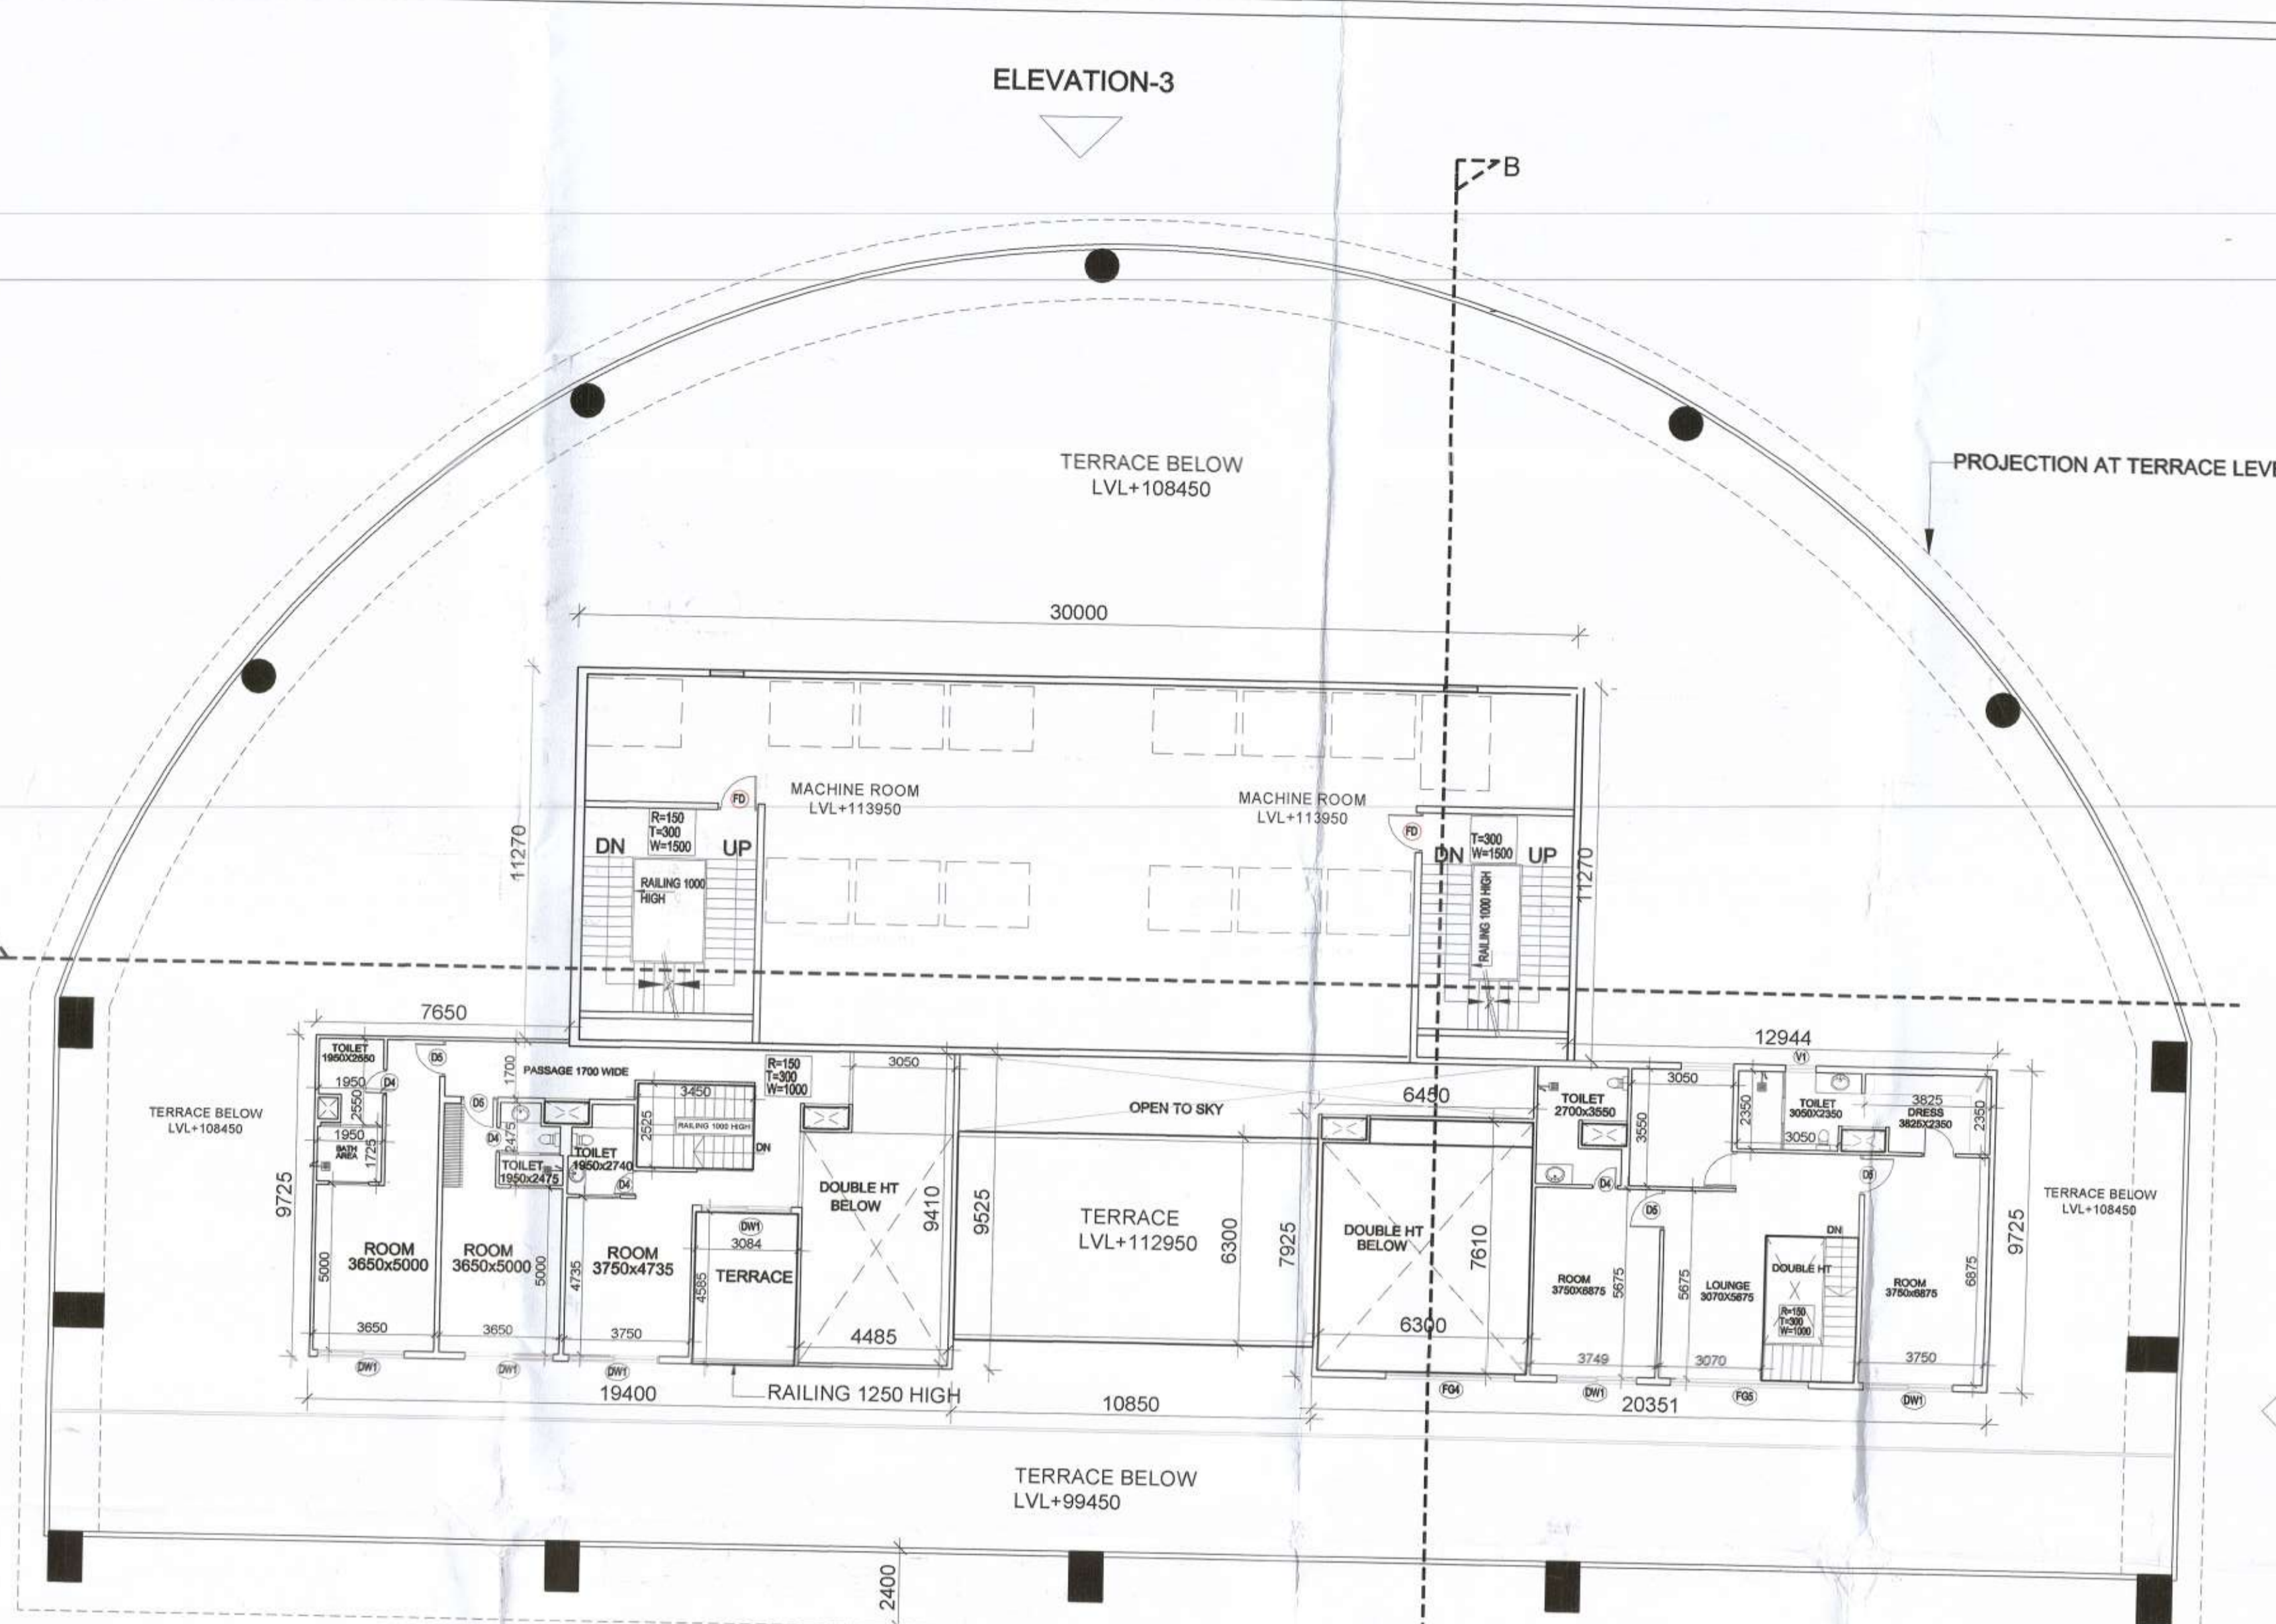 ELEVATION-3
B
TERRACE BELOW
LVL+108450
PROJECTION AT TERRACE LEVE
30000
11270
MACHINE ROOM
LVL+113950
FD
R=150
T=300
W=1500
DN
UP
RAILING 1000
HIGH
MACHINE ROOM
LVL+113950
FD
T=300
W=1500
DN
UP
RAILING 1000 HIGH
11270
7650
12944
TOILET
1950X2550
D5
1950
D4
2550
1950
BATH
AREA
1725
D5
D4
1700
PASSAGE 1700 WIDE
2475
TOILET
1950x2475
TOILET
1950x2740
D4
3450
2525
RAILING 1000 HIGH
DN
R=150
T=300
W=1000
3050
OPEN TO SKY
6450
TOILET
2700x3550
3050
3550
V1
2350
TOILET
3050X2350
3050
3825
DRESS
3825X2350
2350
D5
D4
D5
TERRACE BELOW
LVL+108450
9725
5000
ROOM
3650x5000
ROOM
3650x5000
5000
4735
ROOM
3750x4735
DW1
3084
4585
TERRACE
DOUBLE HT
BELOW
9410
9525
TERRACE
LVL+112950
6300
7925
DOUBLE HT
BELOW
7610
ROOM
3750X6875
5675
5675
LOUNGE
3070X5675
DN
DOUBLE HT
R=150
T=300
W=1000
ROOM
3750x6875
6875
9725
TERRACE BELOW
LVL+108450
3650
3650
3750
4485
6300
3749
3070
3750
DW1
DW1
DW1
FG4
DW1
FG5
DW1
19400
RAILING 1250 HIGH
10850
20351
TERRACE BELOW
LVL+99450
2400